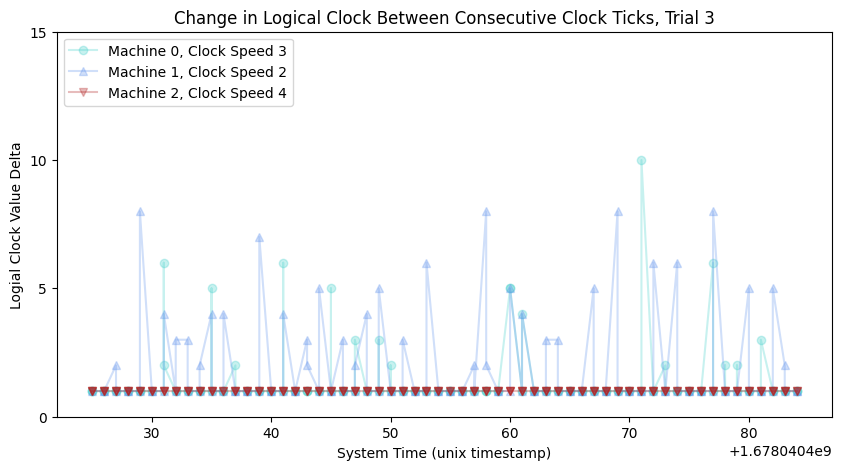 Change in Logical Clock Between Consecutive Clock Ticks, Trial 3
15
10
5
0
Logial Clock Value Delta
Machine 0, Clock Speed 3
Machine 1, Clock Speed 2
Machine 2, Clock Speed 4
30
40
50
60
70
80
+1.6780404e9
System Time (unix timestamp)